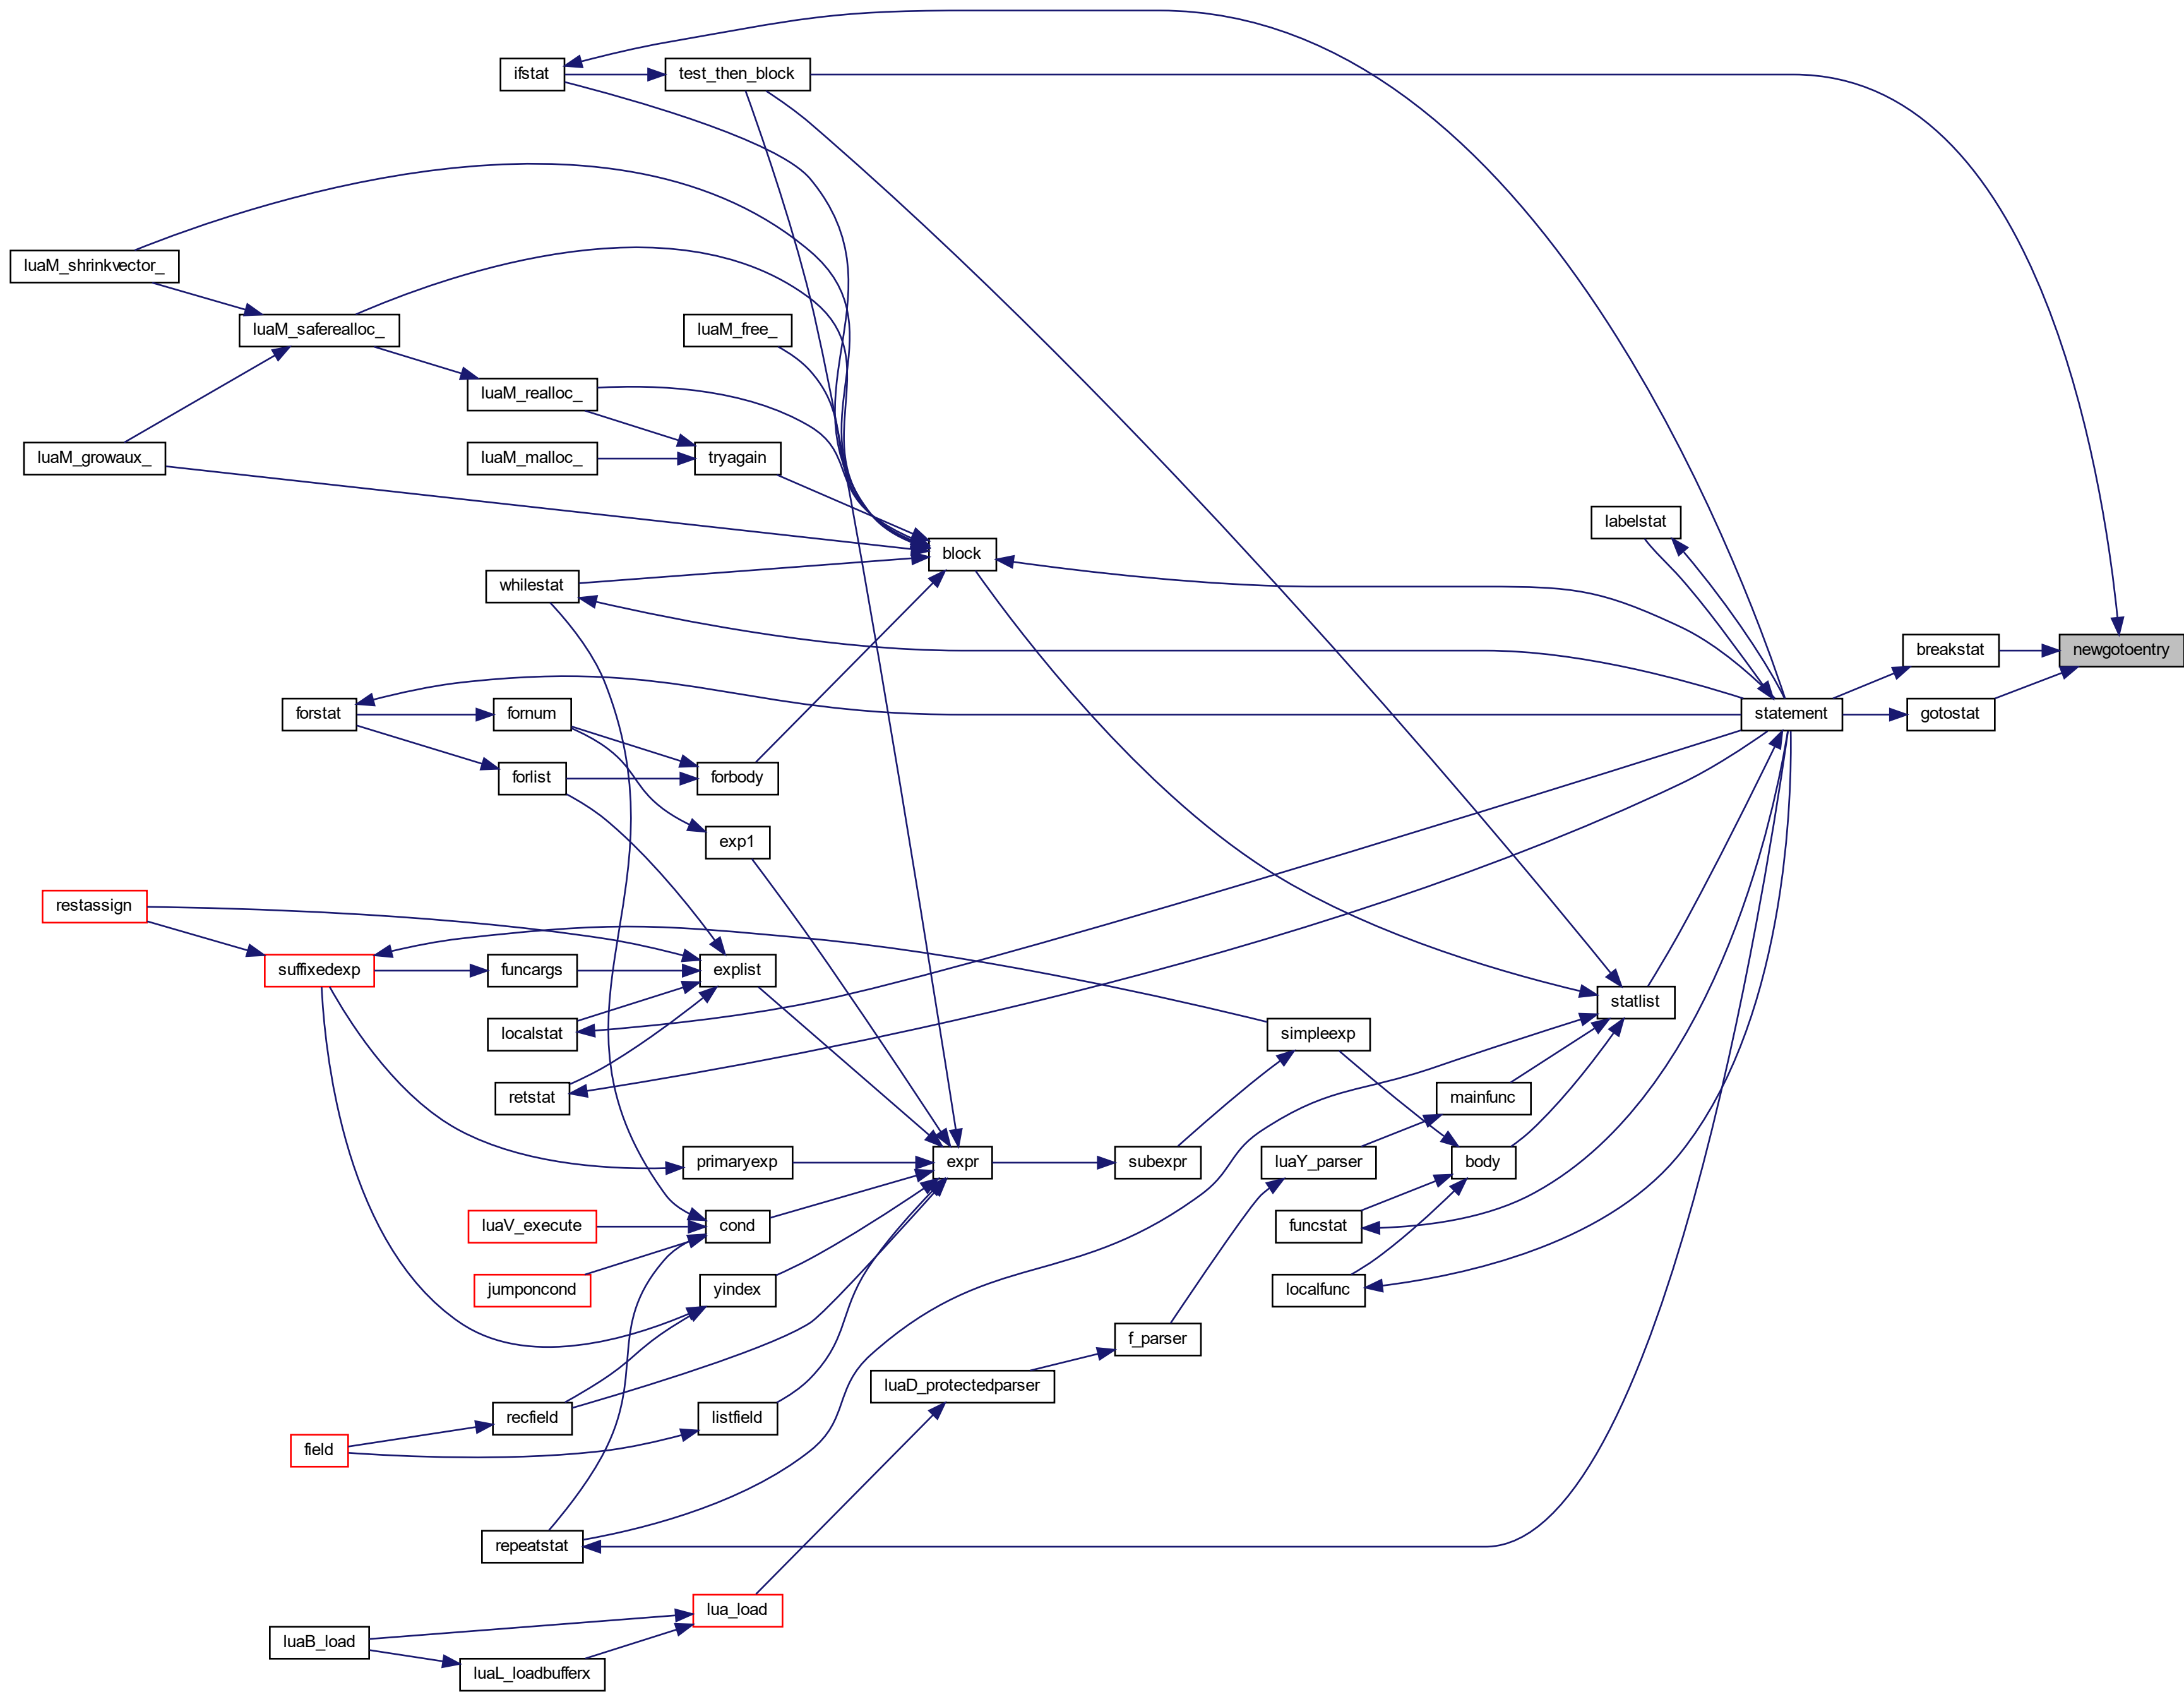 ifstat
test_then_block
luaM_shrinkvector_
luaM_saferealloc_
luaM_free_
luaM_realloc_
luaM_growaux_
luaM_malloc_
tryagain
labelstat
block
whilestat
breakstat
newgotoentry
forstat
fornum
statement
gotostat
forlist
forbody
exp1
restassign
suffixedexp
funcargs
explist
statlist
localstat
simpleexp
retstat
mainfunc
primaryexp
expr
subexpr
luaY_parser
body
luaV_execute
cond
funcstat
jumponcond
yindex
localfunc
f_parser
luaD_protectedparser
recfield
listfield
field
repeatstat
lua_load
luaB_load
luaL_loadbufferx